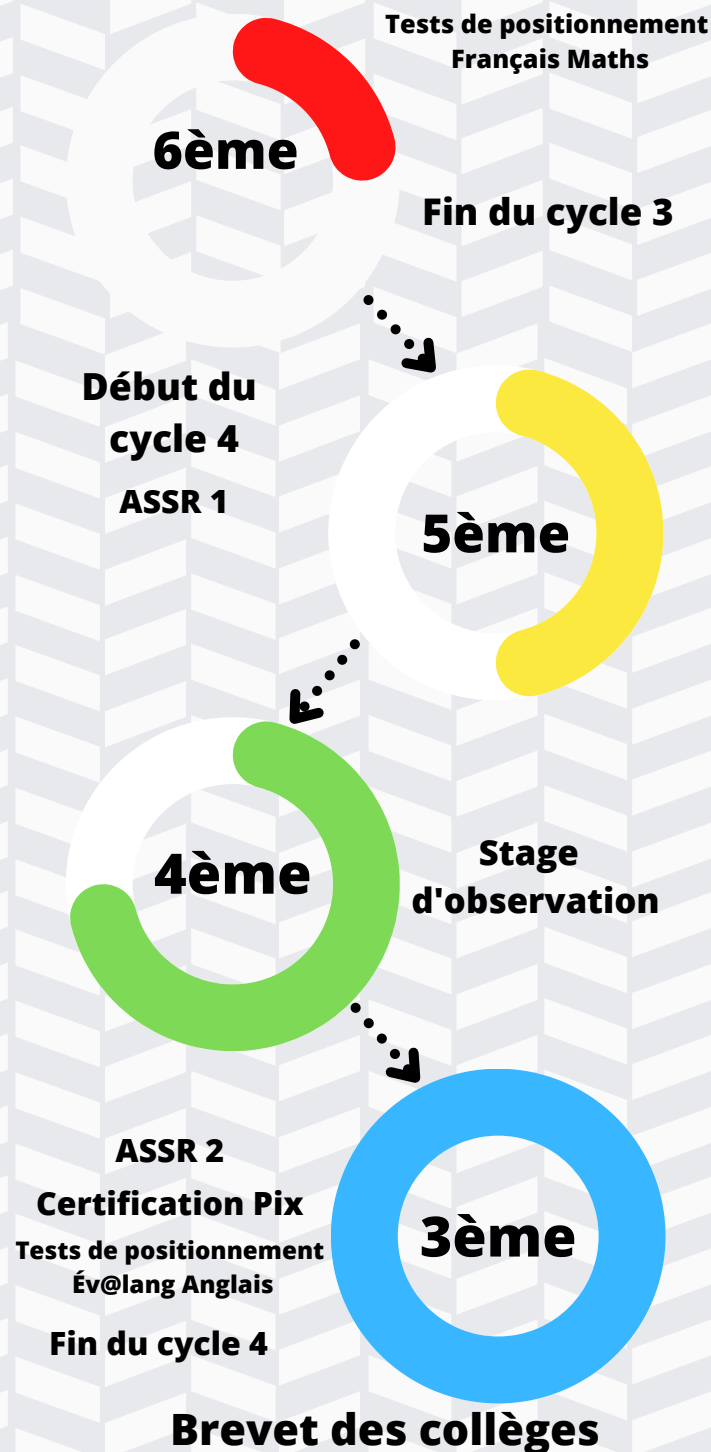 Tests de positionnement
Français Maths
6ème
Fin du cycle 3
Début du
cycle 4
ASSR 1
5ème
4ème
Stage
d'observation
ASSR 2
Certification Pix
Tests de positionnement
Év@lang Anglais
3ème
Fin du cycle 4
Brevet des collèges